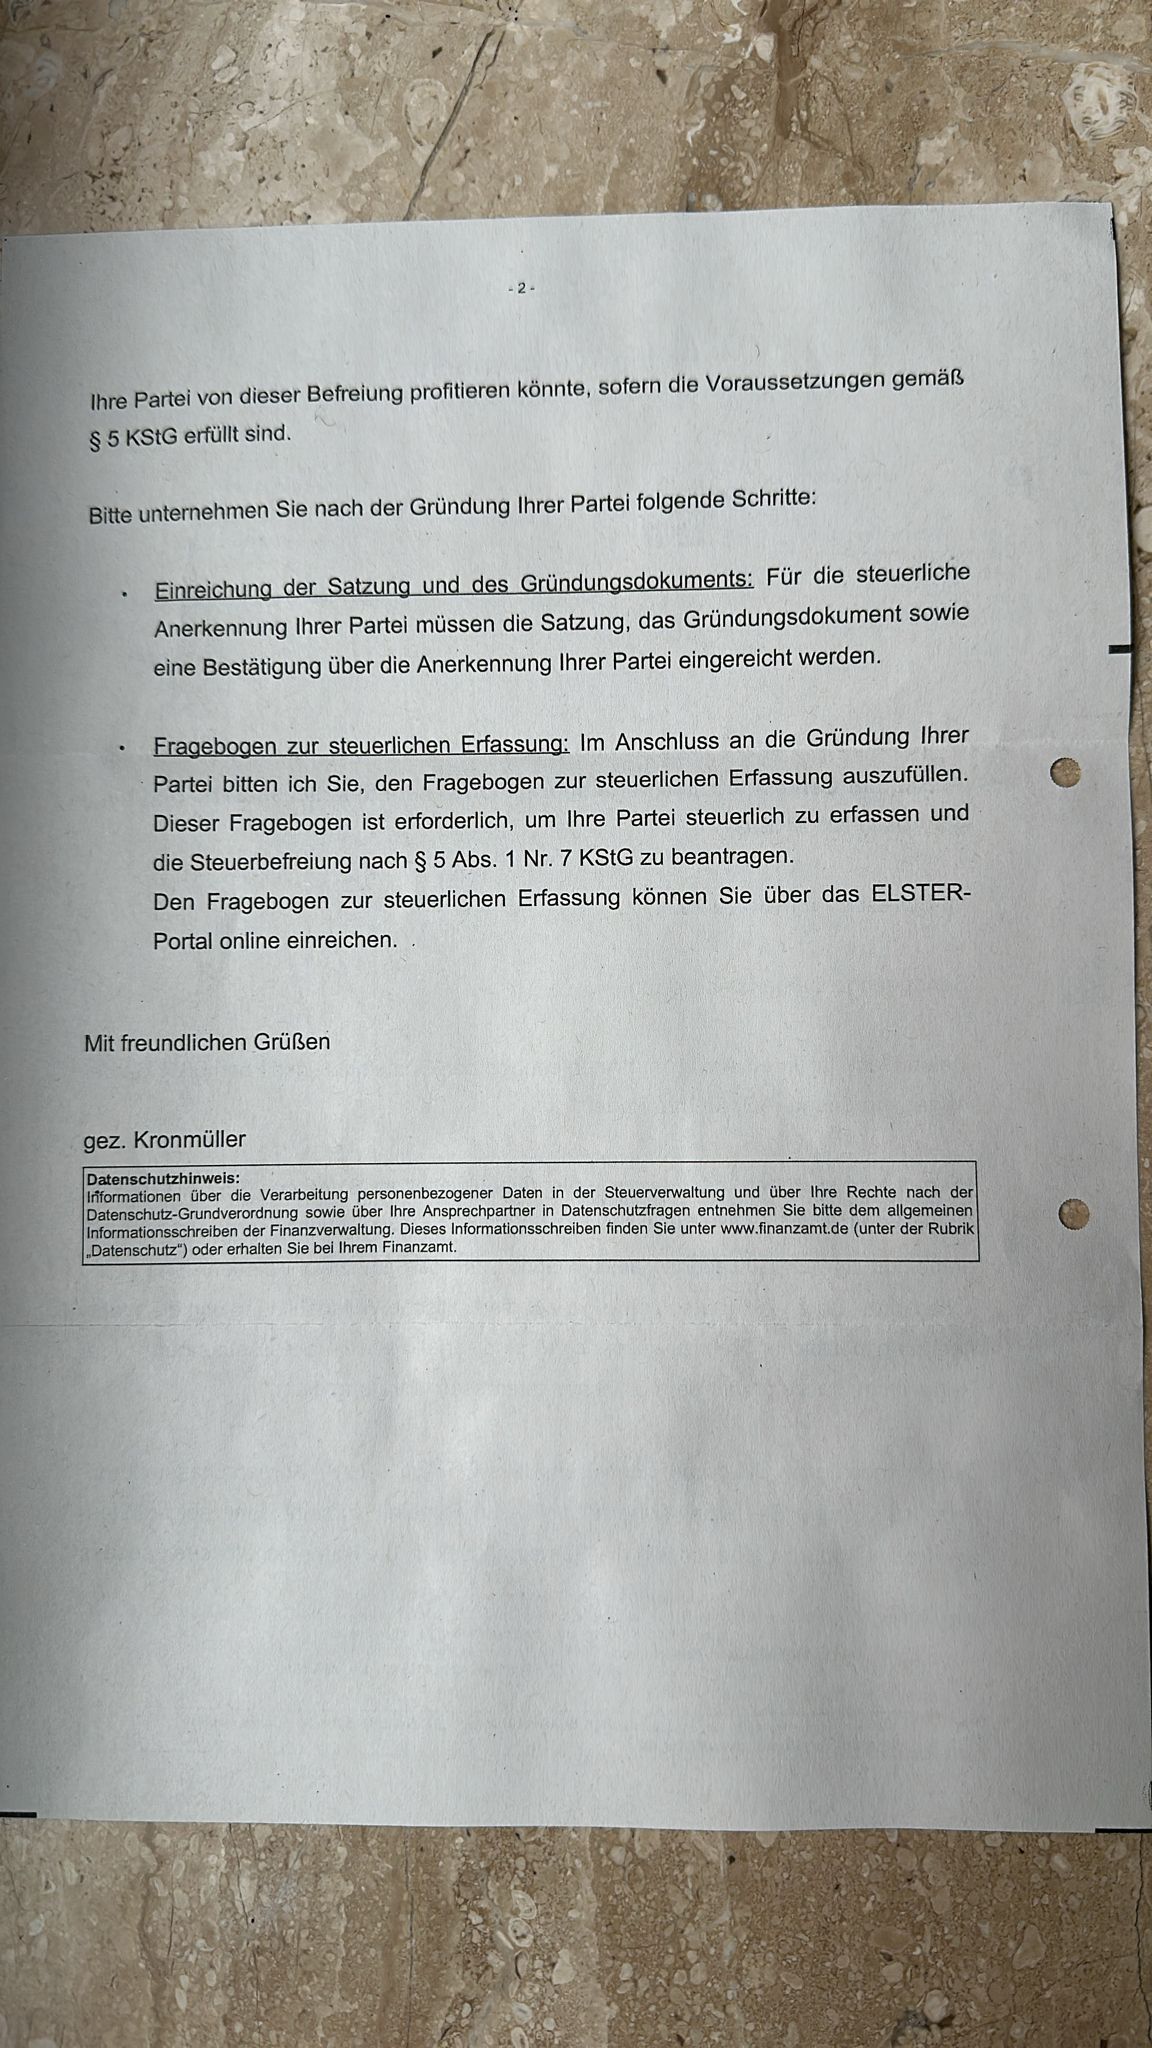 - 2 -
Ihre Partei von dieser Befreiung profitieren könnte, sofern die Voraussetzungen gemäß
§ 5 KStG erfüllt sind.
Bitte unternehmen Sie nach der Gründung Ihrer Partei folgende Schritte:
• Einreichung der Satzung und des Gründungsdokuments: Für die steuerliche
Anerkennung Ihrer Partei müssen die Satzung, das Gründungsdokument sowie
eine Bestätigung über die Anerkennung Ihrer Partei eingereicht werden.
• Fragebogen zur steuerlichen Erfassung: Im Anschluss an die Gründung Ihrer
Partei bitten ich Sie, den Fragebogen zur steuerlichen Erfassung auszufüllen.
Dieser Fragebogen ist erforderlich, um Ihre Partei steuerlich zu erfassen und
die Steuerbefreiung nach § 5 Abs. 1 Nr. 7 KStG zu beantragen.
Den Fragebogen zur steuerlichen Erfassung können Sie über das ELSTER-
Portal online einreichen.
Mit freundlichen Grüßen
gez. Kronmüller
Datenschutzhinweis:
Informationen über die Verarbeitung personenbezogener Daten in der Steuerverwaltung und über Ihre Rechte nach der
Datenschutz-Grundverordnung sowie über Ihre Ansprechpartner in Datenschutzfragen entnehmen Sie bitte dem allgemeinen
Informationsschreiben der Finanzverwaltung. Dieses Informationsschreiben finden Sie unter www.finanzamt.de (unter der Rubrik
„Datenschutz“) oder erhalten Sie bei Ihrem Finanzamt.